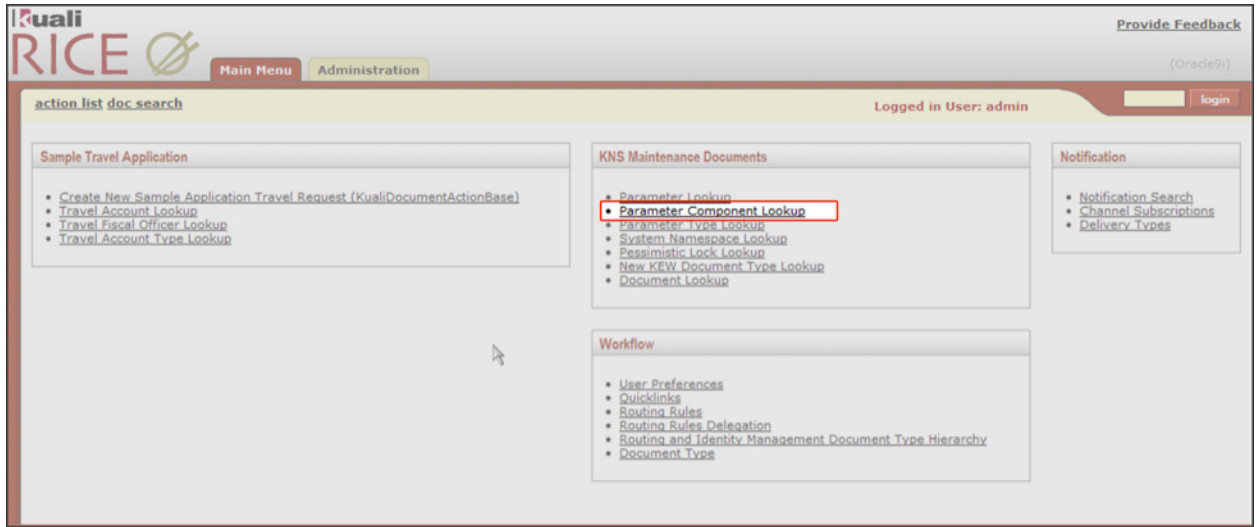 Kuali
RICE
Provide Feedback
Main Menu
Administration
(Oracle9i)
action list doc search
Logged in User: admin
login
Sample Travel Application
Create New Sample Application Travel Request (KualiDocumentActionBase)
Travel Account Lookup
Travel Fiscal Officer Lookup
Travel Account Type Lookup
KNS Maintenance Documents
Parameter Lookup
Parameter Component Lookup
Parameter Type Lookup
System Namespace Lookup
Pessimistic Lock Lookup
New KEW Document Type Lookup
Document Lookup
Notification
Notification Search
Channel Subscriptions
Delivery Types
Workflow
User Preferences
Quicklinks
Routing Rules
Routing Rules Delegation
Routing and Identity Management Document Type Hierarchy
Document Type